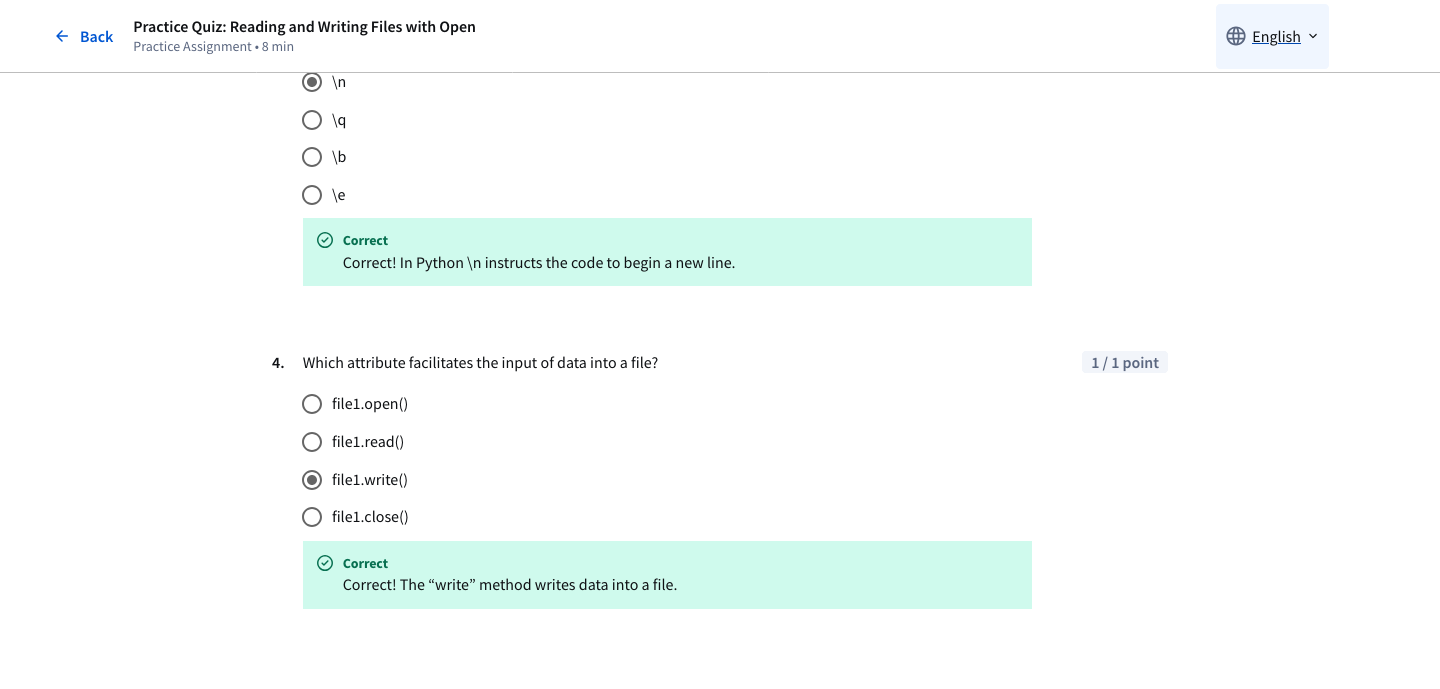 Back
Practice Quiz: Reading and Writing Files with Open
Practice Assignment • 8 min
English
\n
\q
\b
\e
Correct
Correct! In Python \n instructs the code to begin a new line.
4. Which attribute facilitates the input of data into a file?
1 / 1 point
file1.open()
file1.read()
file1.write()
file1.close()
Correct
Correct! The “write” method writes data into a file.